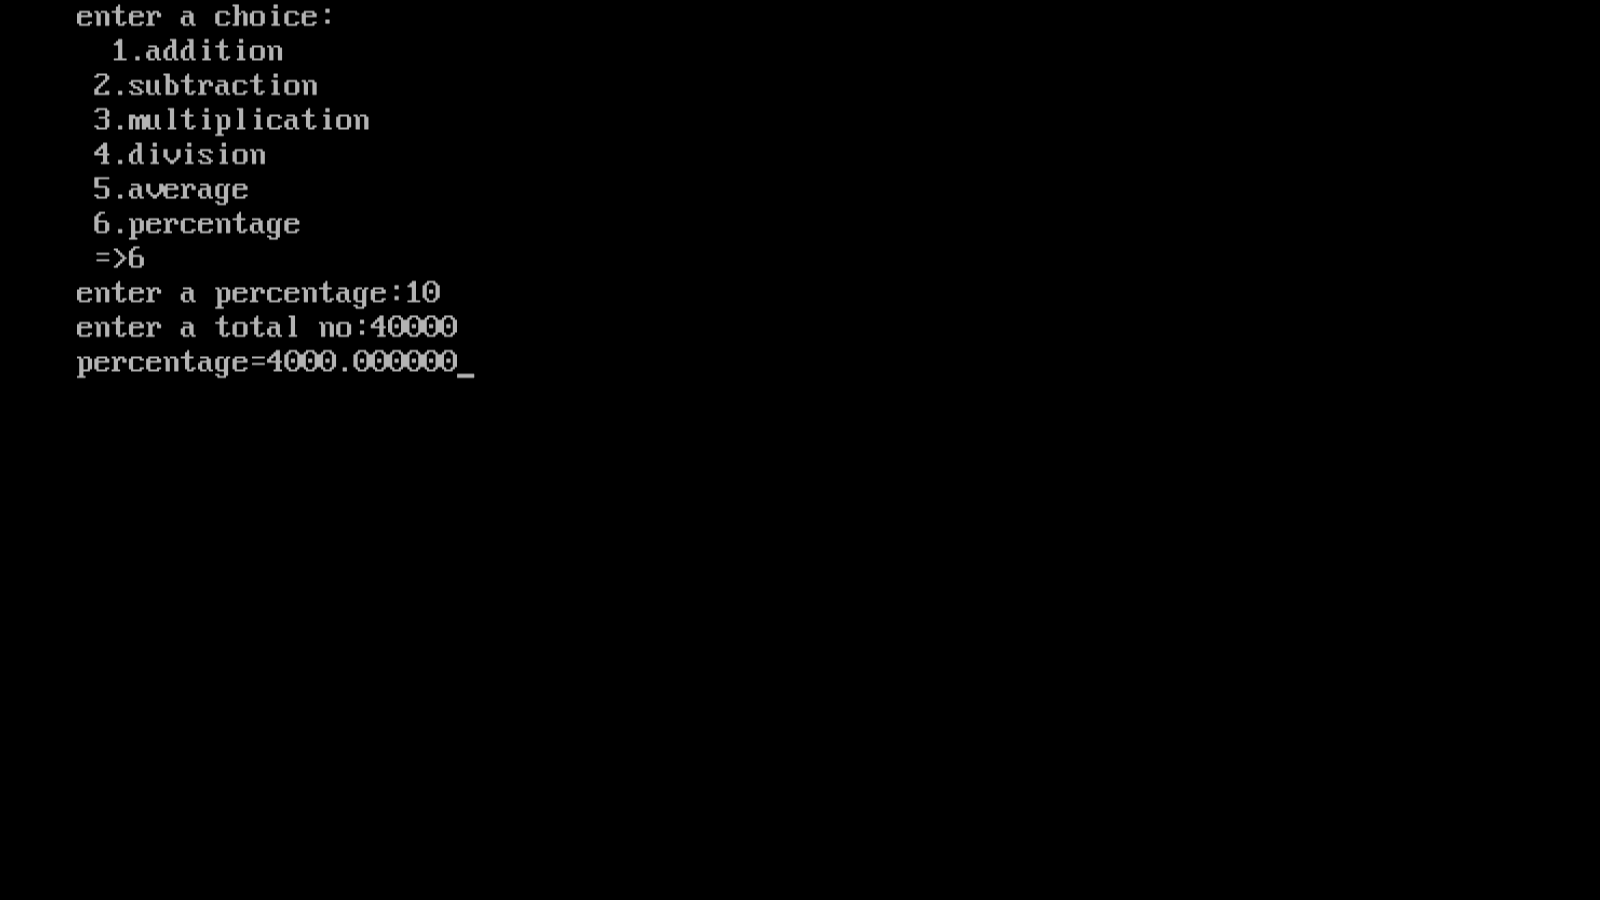 enter a choice:
1.addition
2.subtraction
3.multiplication
4.division
5.average
6.percentage
=>6
enter a percentage:10
enter a total no:40000
percentage=4000.000000_